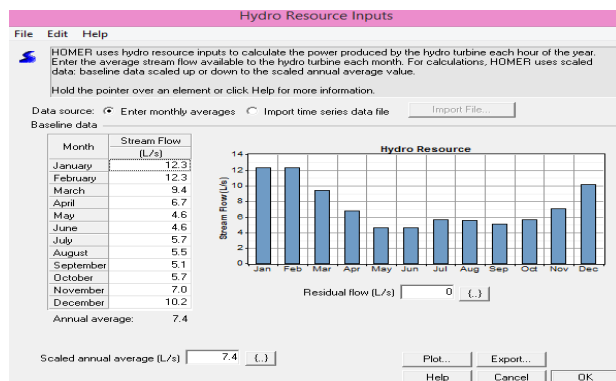 Hydro Resource Inputs
File Edit Help
HOMER uses hydro resource inputs to calculate the power produced by the hydro turbine each hour of the year.
Enter the average stream flow available to the hydro turbine each month. For calculations, HOMER uses scaled
data: baseline data scaled up or down to the scaled annual average value.
Hold the pointer over an element or click Help for more information.
Data source: Enter monthly averages Import time series data file Import File...
Baseline data
Month Stream Flow
(L/s)
January 12.3
February 12.3
March 9.4
April 6.7
May 4.6
June 4.6
July 5.7
August 5.5
September 5.1
October 5.7
November 7.0
December 10.2
Annual average: 7.4
Hydro Resource
Stream Flow (L/s)
14
12
10
8
6
4
2
0
Jan Feb Mar Apr May Jun Jul Aug Sep Oct Nov Dec
Residual flow (L/s) 0 {..}
Scaled annual average (L/s) 7.4 {..}
Plot... Export...
Help Cancel OK